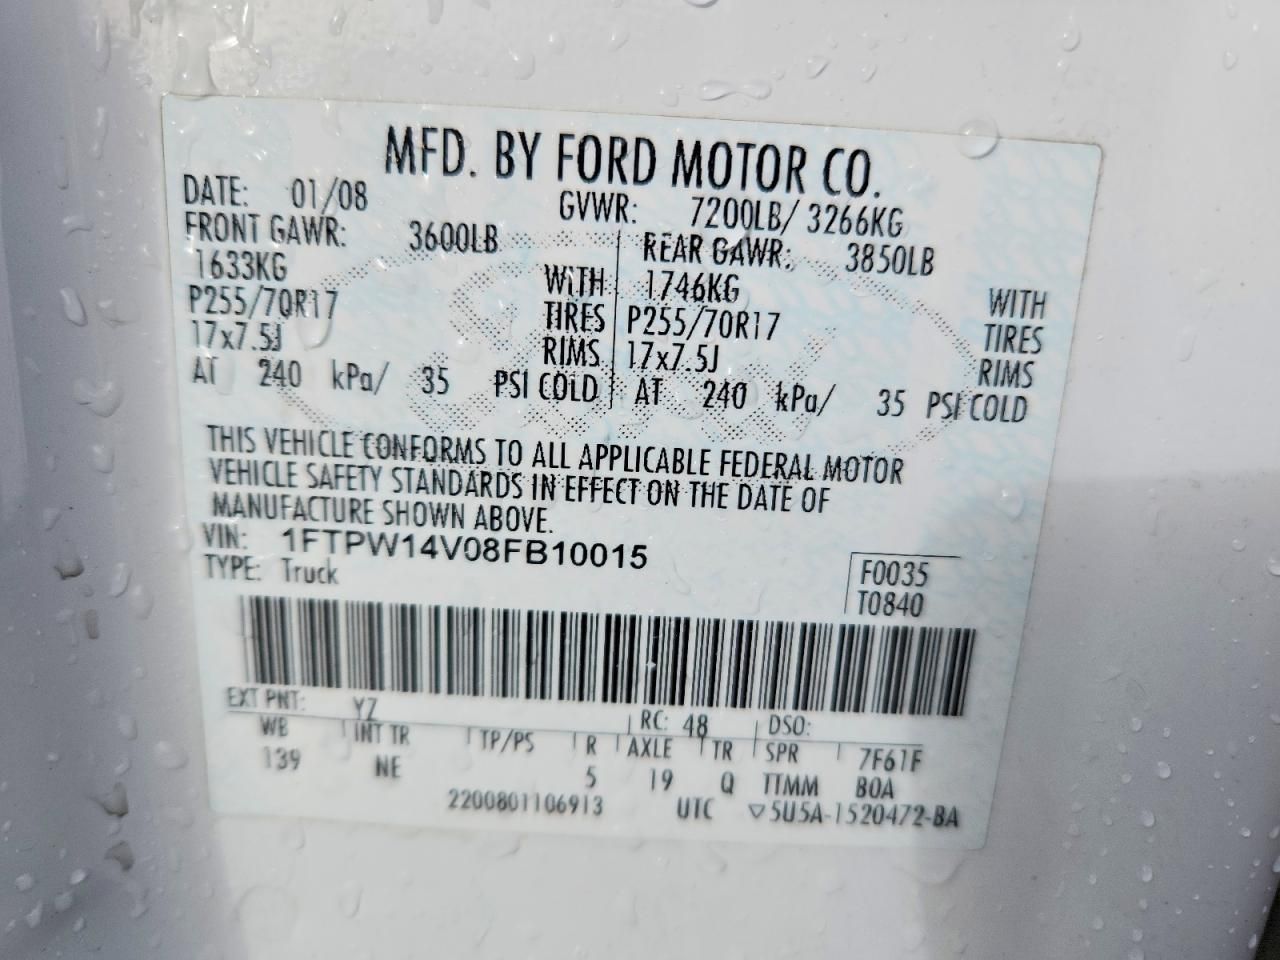 MFD. BY FORD MOTOR CO.
DATE: 01/08 GVWR: 7200LB/ 3266KG
FRONT GAWR: 3600LB REAR GAWR: 3850LB
1633KG WITH 1746KG WITH
P255/70R17 TIRES P255/70R17 TIRES
17x7.5J RIMS 17x7.5J RIMS
AT 240 kPa/ 35 PSI COLD AT 240 kPa/ 35 PSI COLD
THIS VEHICLE CONFORMS TO ALL APPLICABLE FEDERAL MOTOR
VEHICLE SAFETY STANDARDS IN EFFECT ON THE DATE OF
MANUFACTURE SHOWN ABOVE.
VIN: 1FTPW14V08FB10015
TYPE: Truck F0035
T0840
EXT PNT: YZ RC: 48 DSO:
WB INT TR TP/PS R AXLE TR SPR 7F61F
139 NE 5 19 Q TTMM BOA
2200801106913 UTC ▽5U5A-1520472-BA